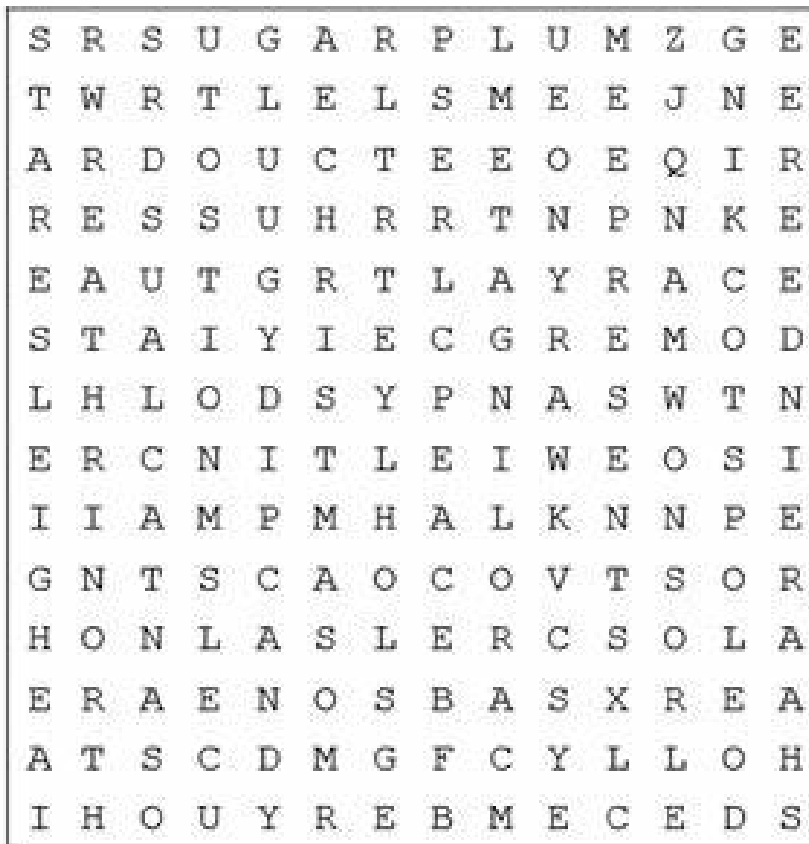 S R S U G A R P L U M Z G E
T W R T L E L S M E E J N E
A R D O U C T E E O E Q I R
R E S S U H R R T N P N K E
E A U T G R T L A Y R A C E
S T A I Y I E C G R E M O D
L H L O D S Y P N A S W T N
E R C N I T L E I W E O S I
I I A M P M H A L K N N P E
G N T S C A O C O V T S O R
H O N L A S L E R C S O L A
E R A E N O S B A S X R E A
A T S C D M G F C Y L L O H
I H O U Y R E B M E C E D S